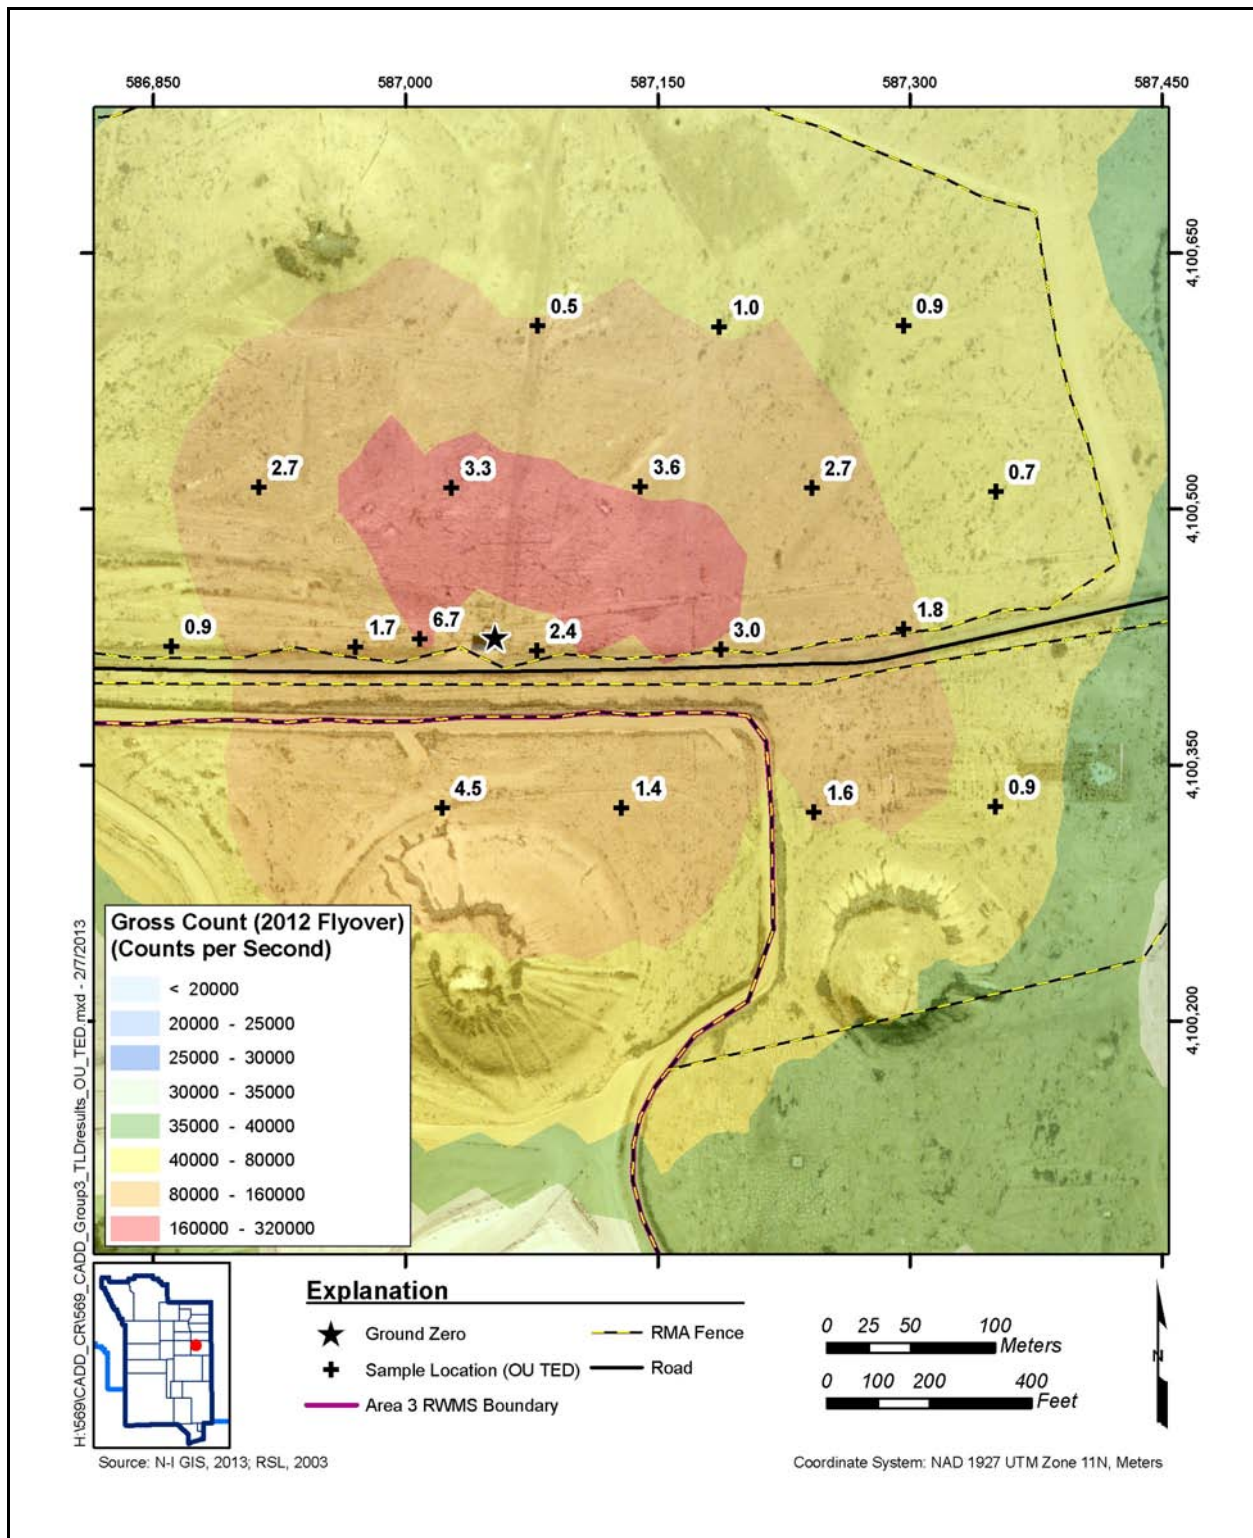 586,850 587,000 587,150 587,300 587,450
4,100,650
0.5 1.0 0.9
2.7 3.3 3.6 2.7 0.7
4,100,500
0.9 1.7 6.7 2.4 3.0 1.8
4,100,350
4.5 1.4 1.6 0.9
4,100,200
Gross Count (2012 Flyover)
(Counts per Second)
< 20000
20000 - 25000
25000 - 30000
30000 - 35000
35000 - 40000
40000 - 80000
80000 - 160000
160000 - 320000
H:\569\CADD_CR\569_CADD_Group3_TLDresults_OU_TED.mxd - 2/7/2013
Explanation
Ground Zero
RMA Fence
Sample Location (OU TED)
Road
Area 3 RWMS Boundary
0 25 50 100
Meters
0 100 200 400
Feet
N
Source: N-I GIS, 2013; RSL, 2003
Coordinate System: NAD 1927 UTM Zone 11N, Meters